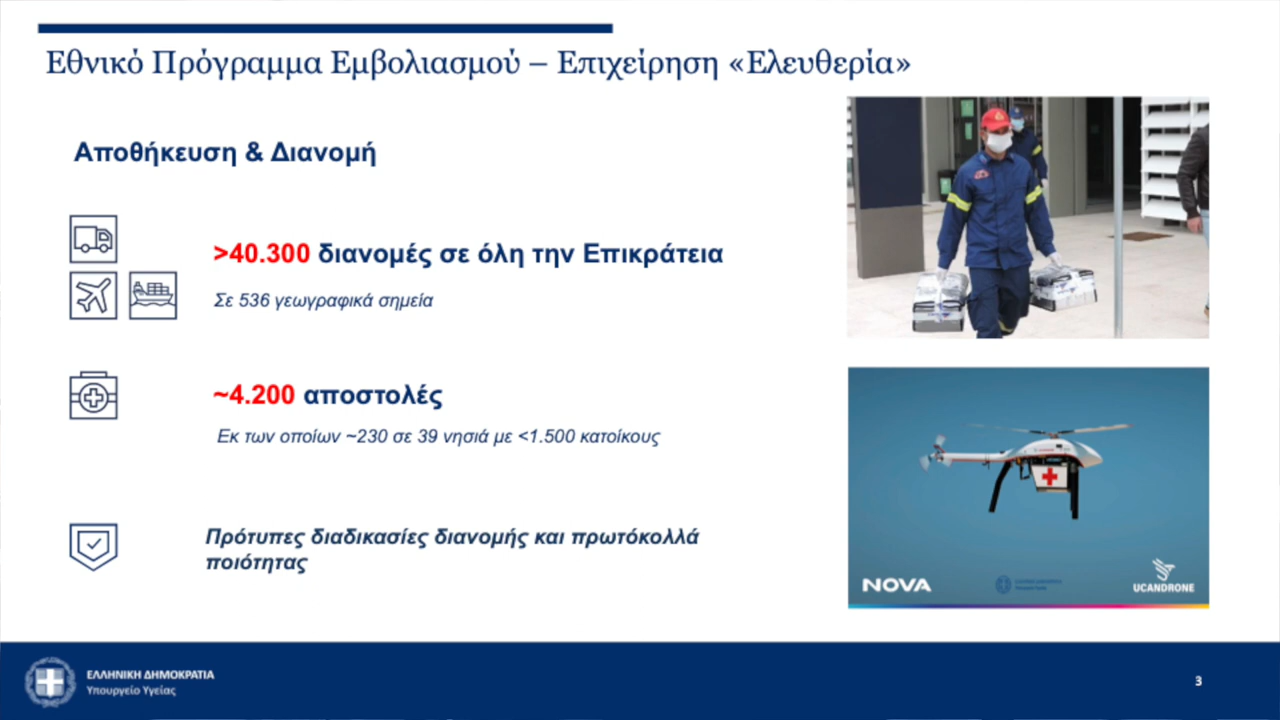 Εθνικό Πρόγραμμα Εμβολιασμού – Επιχείρηση «Ελευθερία»
Αποθήκευση & Διανομή
>40.300 διανομές σε όλη την Επικράτεια
Σε 536 γεωγραφικά σημεία
~4.200 αποστολές
Εκ των οποίων ~230 σε 39 νησιά με <1.500 κατοίκους
Πρότυπες διαδικασίες διανομής και πρωτόκολλά
ποιότητας
NOVA
UCANDRONE
ΕΛΛΗΝΙΚΗ ΔΗΜΟΚΡΑΤΙΑ
Υπουργείο Υγείας
3